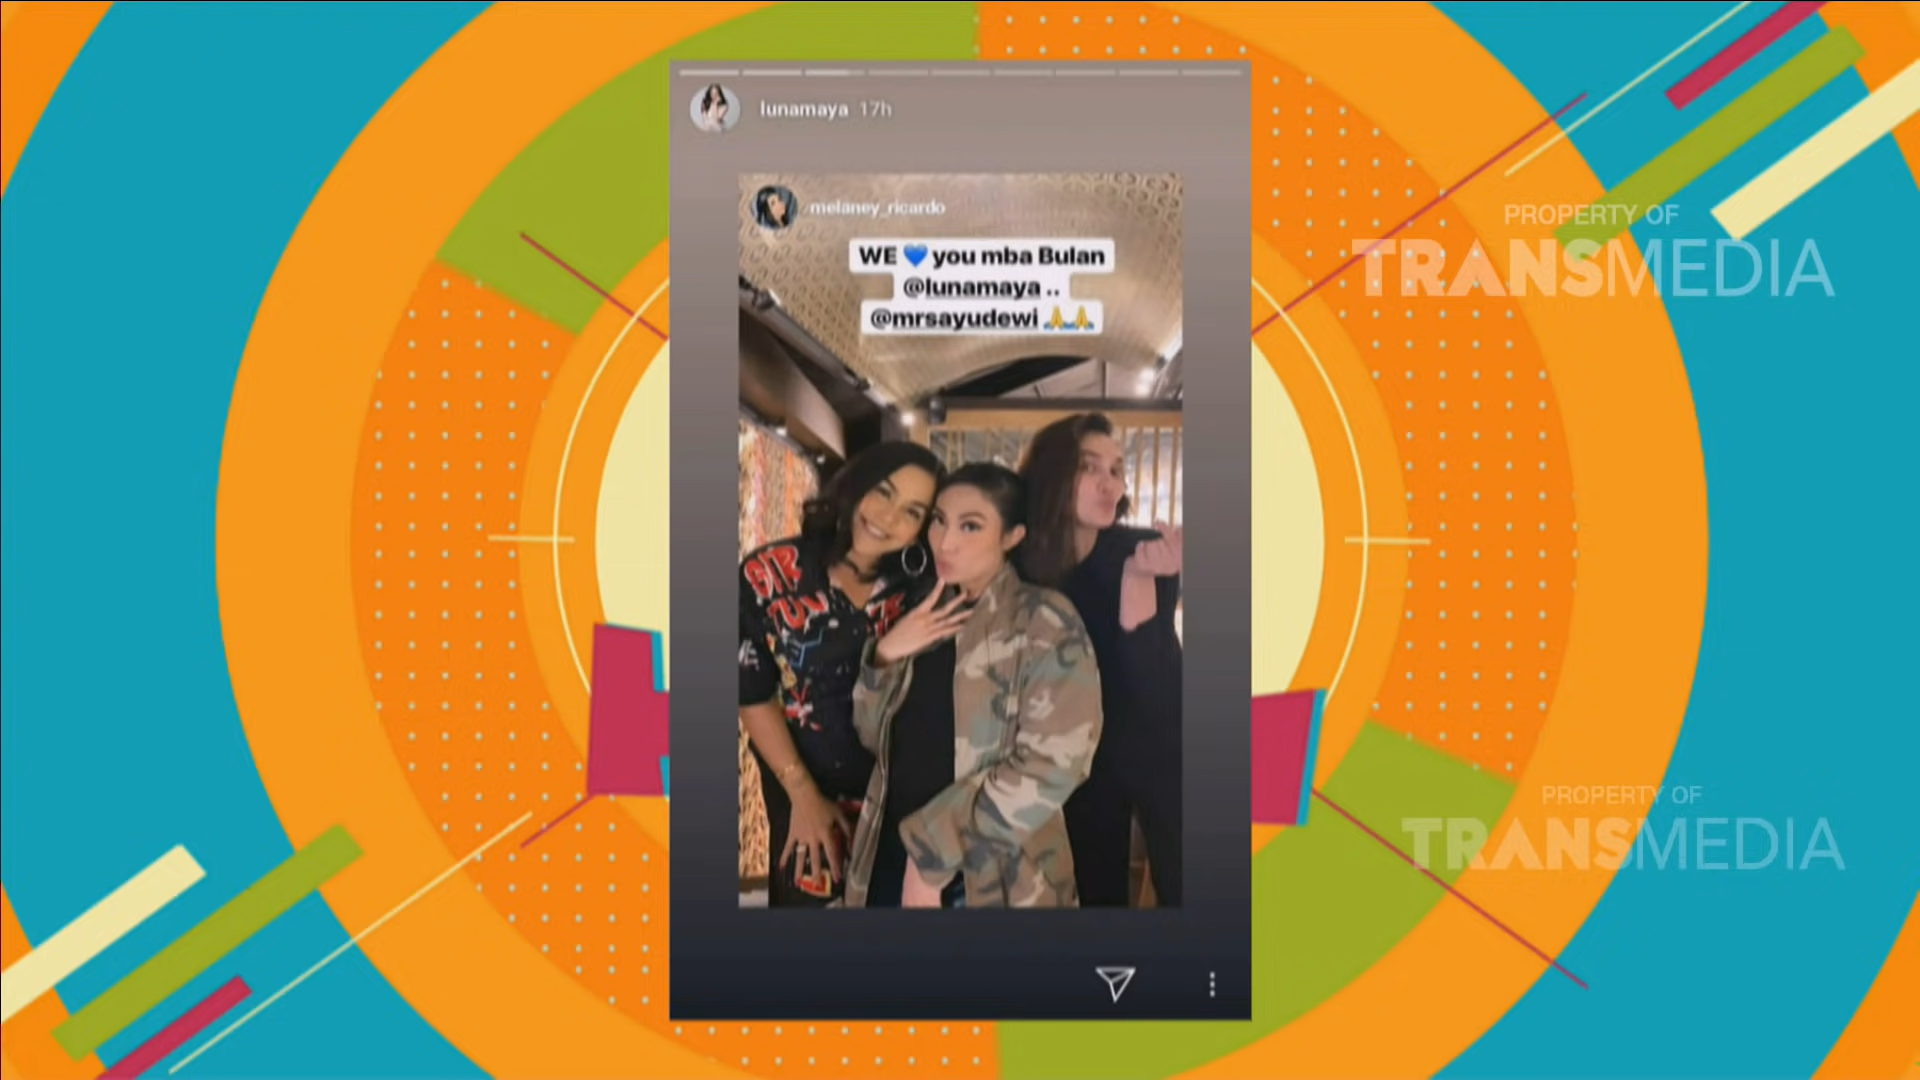 lunamaya 17h
melaney_ricardo
WE 💙 you mba Bulan
@lunamaya ..
@mrsayudewi 🙏🙏
PROPERTY OF
TRANSMEDIA
PROPERTY OF
TRANSMEDIA